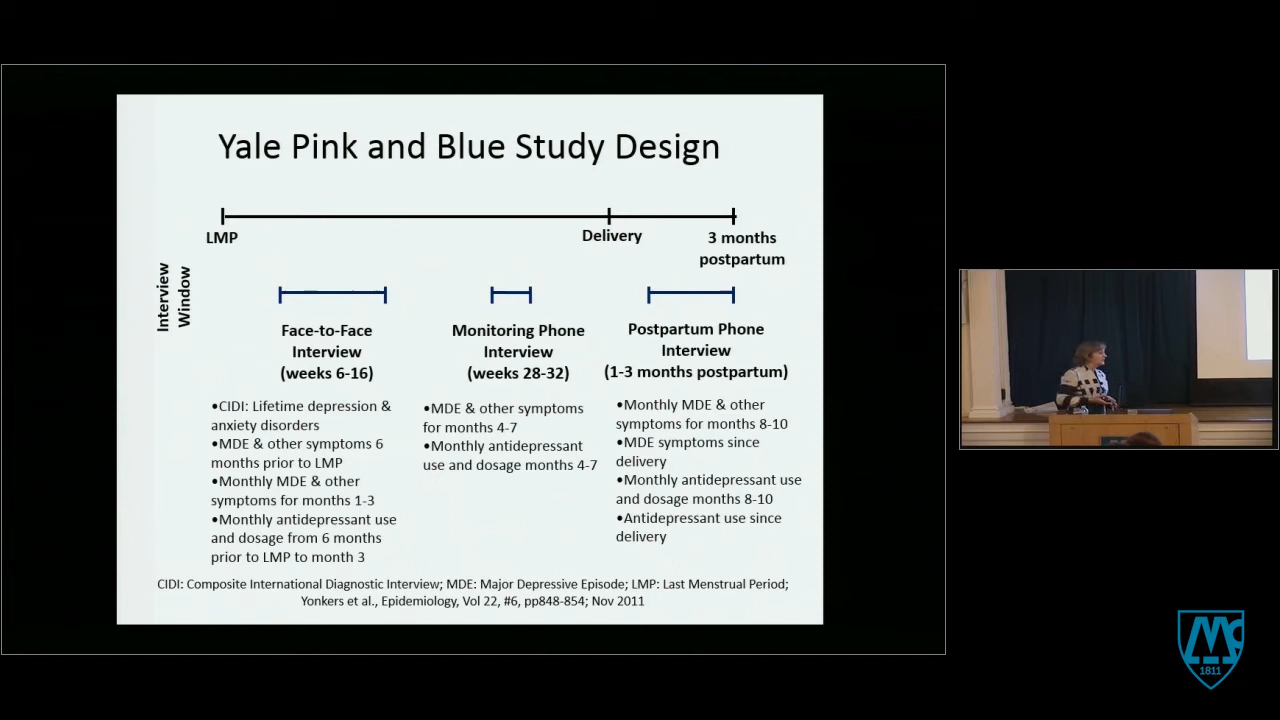 Yale Pink and Blue Study Design
LMP
Delivery
3 months
postpartum
Interview
Window
Face-to-Face
Interview
(weeks 6-16)
•CIDI: Lifetime depression &
anxiety disorders
•MDE & other symptoms 6
months prior to LMP
•Monthly MDE & other
symptoms for months 1-3
•Monthly antidepressant use
and dosage from 6 months
prior to LMP to month 3
Monitoring Phone
Interview
(weeks 28-32)
•MDE & other symptoms
for months 4-7
•Monthly antidepressant
use and dosage months 4-7
Postpartum Phone
Interview
(1-3 months postpartum)
•Monthly MDE & other
symptoms for months 8-10
•MDE symptoms since
delivery
•Monthly antidepressant use
and dosage months 8-10
•Antidepressant use since
delivery
CIDI: Composite International Diagnostic Interview; MDE: Major Depressive Episode; LMP: Last Menstrual Period;
Yonkers et al., Epidemiology, Vol 22, #6, pp848-854; Nov 2011
1811